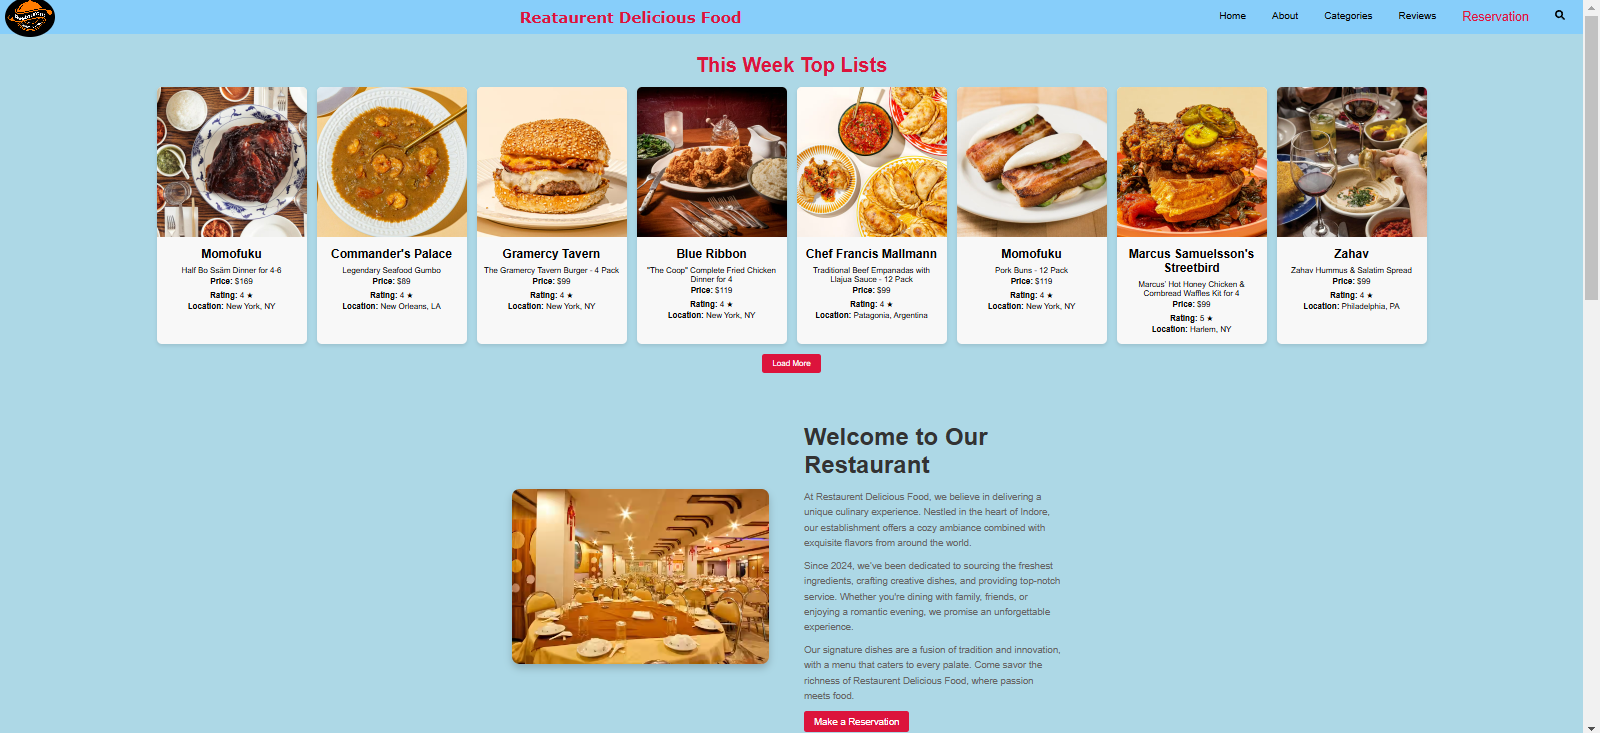 Reataurent Delicious Food
Home
About
Categories
Reviews
Reservation
This Week Top Lists
Momofuku
Half Bo Ssäm Dinner for 4-6
Price: $169
Rating: 4 ★
Location: New York, NY
Commander's Palace
Legendary Seafood Gumbo
Price: $89
Rating: 4 ★
Location: New Orleans, LA
Gramercy Tavern
The Gramercy Tavern Burger - 4 Pack
Price: $99
Rating: 4 ★
Location: New York, NY
Blue Ribbon
"The Coop" Complete Fried Chicken
Dinner for 4
Price: $119
Rating: 4 ★
Location: New York, NY
Chef Francis Mallmann
Traditional Beef Empanadas with
Llajua Sauce - 12 Pack
Price: $99
Rating: 4 ★
Location: Patagonia, Argentina
Momofuku
Pork Buns - 12 Pack
Price: $119
Rating: 4 ★
Location: New York, NY
Marcus Samuelsson's
Streetbird
Marcus' Hot Honey Chicken &
Cornbread Waffles Kit for 4
Price: $99
Rating: 5 ★
Location: Harlem, NY
Zahav
Zahav Hummus & Salatim Spread
Price: $99
Rating: 4 ★
Location: Philadelphia, PA
Load More
Welcome to Our
Restaurant
At Restaurent Delicious Food, we believe in delivering a
unique culinary experience. Nestled in the heart of Indore,
our establishment offers a cozy ambiance combined with
exquisite flavors from around the world.
Since 2024, we've been dedicated to sourcing the freshest
ingredients, crafting creative dishes, and providing top-notch
service. Whether you're dining with family, friends, or
enjoying a romantic evening, we promise an unforgettable
experience.
Our signature dishes are a fusion of tradition and innovation,
with a menu that caters to every palate. Come savor the
richness of Restaurent Delicious Food, where passion
meets food.
Make a Reservation